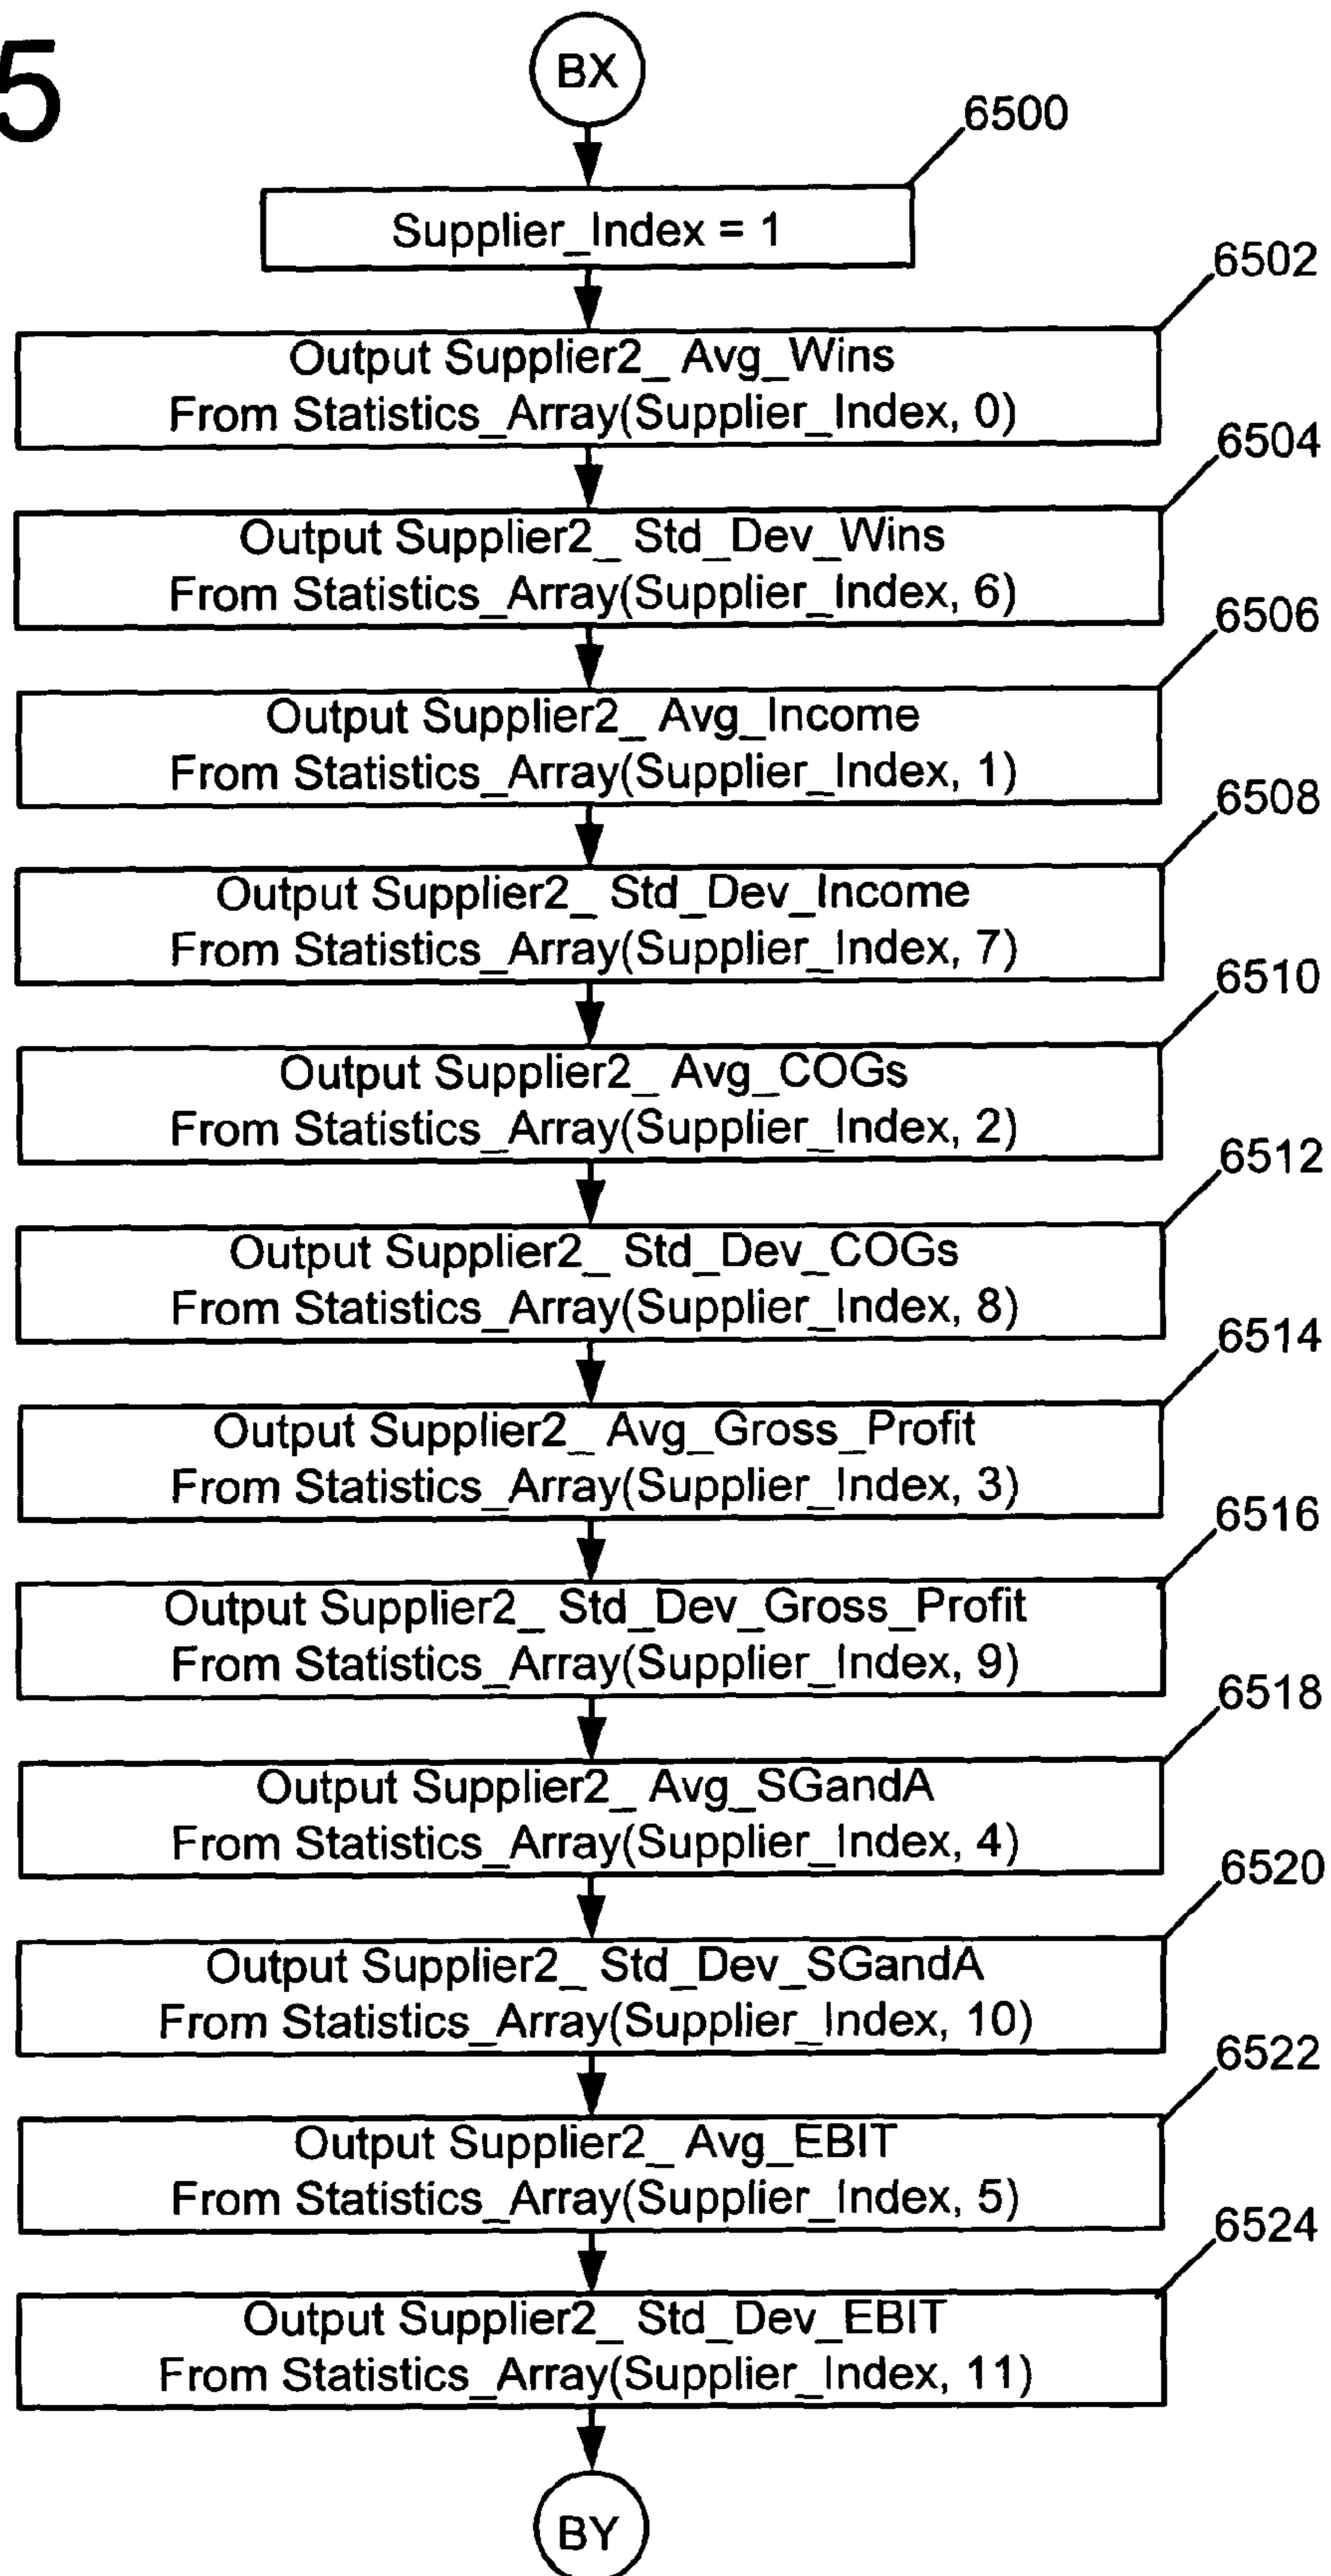 5
BX
6500
Supplier_Index = 1
6502
Output Supplier2_ Avg_Wins
From Statistics_Array(Supplier_Index, 0)
6504
Output Supplier2_ Std_Dev_Wins
From Statistics_Array(Supplier_Index, 6)
6506
Output Supplier2_ Avg_Income
From Statistics_Array(Supplier_Index, 1)
6508
Output Supplier2_ Std_Dev_Income
From Statistics_Array(Supplier_Index, 7)
6510
Output Supplier2_ Avg_COGs
From Statistics_Array(Supplier_Index, 2)
6512
Output Supplier2_ Std_Dev_COGs
From Statistics_Array(Supplier_Index, 8)
6514
Output Supplier2_ Avg_Gross_Profit
From Statistics_Array(Supplier_Index, 3)
6516
Output Supplier2_ Std_Dev_Gross_Profit
From Statistics_Array(Supplier_Index, 9)
6518
Output Supplier2_ Avg_SGandA
From Statistics_Array(Supplier_Index, 4)
6520
Output Supplier2_ Std_Dev_SGandA
From Statistics_Array(Supplier_Index, 10)
6522
Output Supplier2_ Avg_EBIT
From Statistics_Array(Supplier_Index, 5)
6524
Output Supplier2_ Std_Dev_EBIT
From Statistics_Array(Supplier_Index, 11)
BY